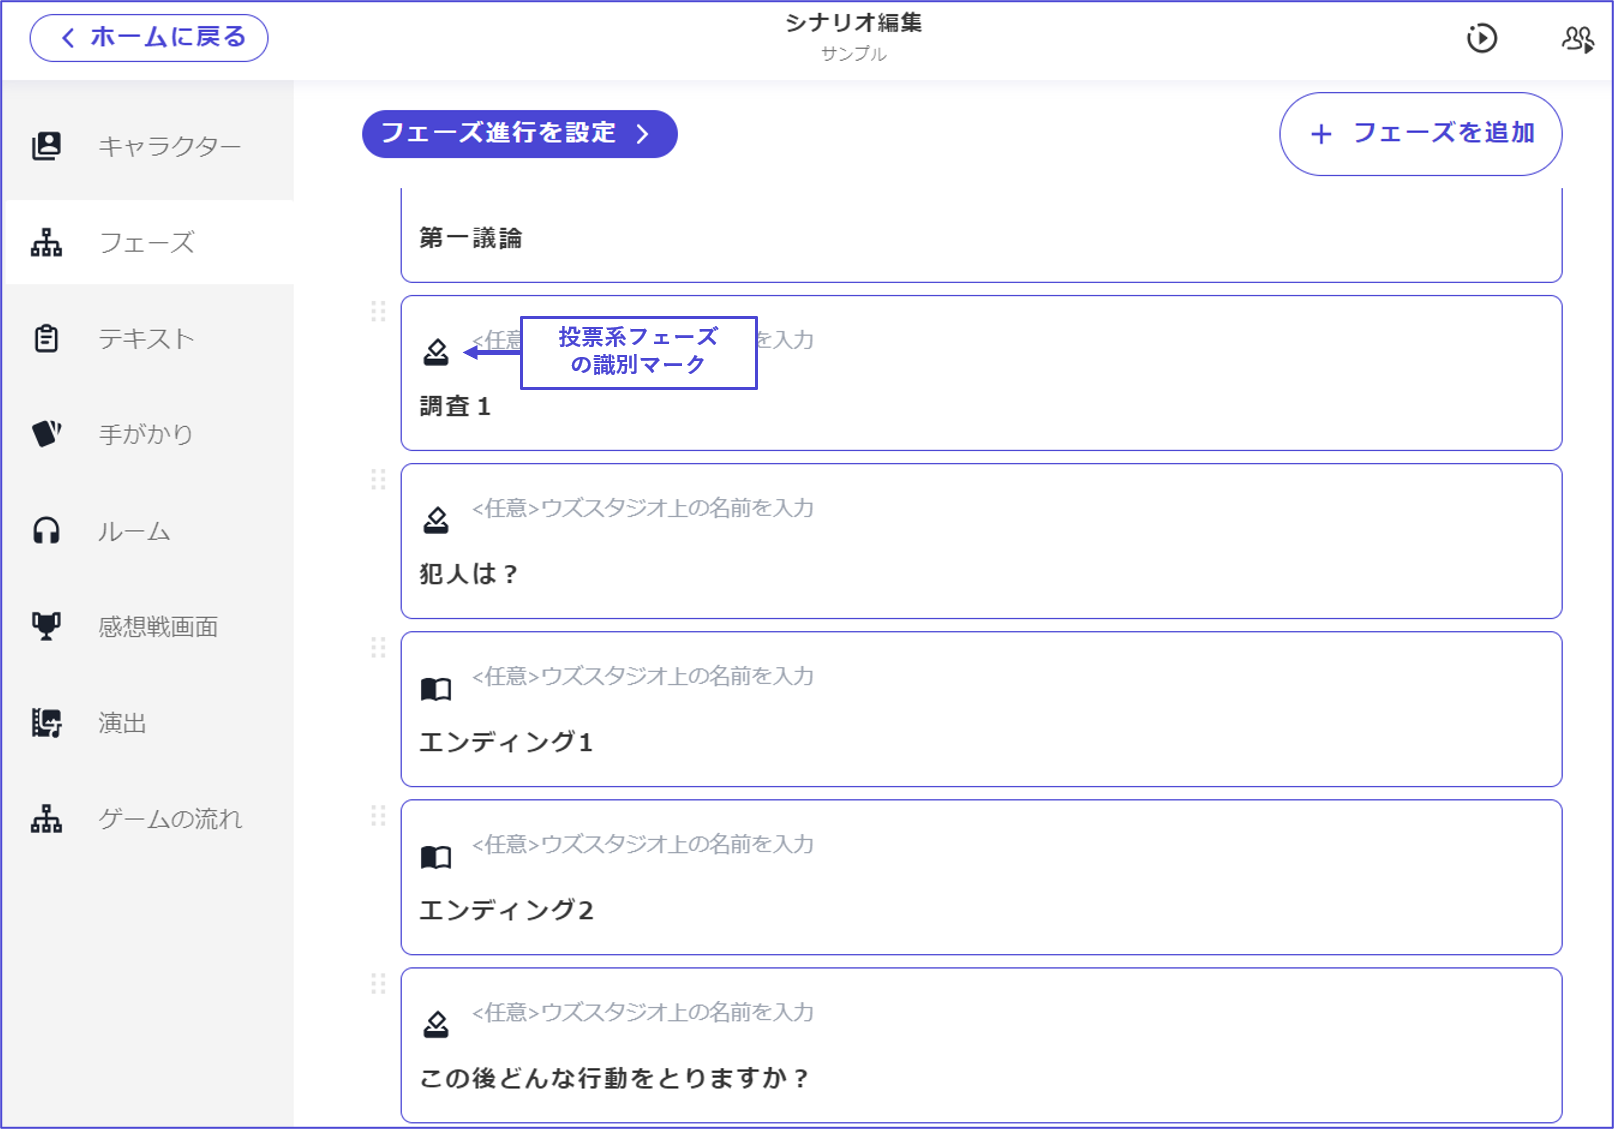 ホームに戻る
シナリオ編集
サンプル
キャラクター
フェーズ
テキスト
手がかり
ルーム
感想戦画面
演出
ゲームの流れ
フェーズ進行を設定
+ フェーズを追加
第一議論
<任意
投票系フェーズ
の識別マーク
を入力
調査1
<任意>ウズスタジオ上の名前を入力
犯人は？
<任意>ウズスタジオ上の名前を入力
エンディング1
<任意>ウズスタジオ上の名前を入力
エンディング2
<任意>ウズスタジオ上の名前を入力
この後どんな行動をとりますか？